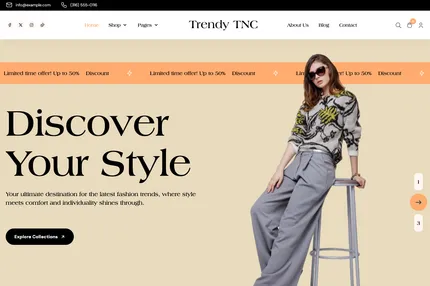 info@example.com (316) 555-0116
Home Shop Pages Trendy TNC About Us Blog Contact
Limited time offer! Up to 50% Discount Limited time offer! Up to 50% Discount Limited time offer! Up to 50% Discount
Discover
Your Style
Your ultimate destination for the latest fashion trends, where style
meets comfort and individuality shines through.
Explore Collections
1
3